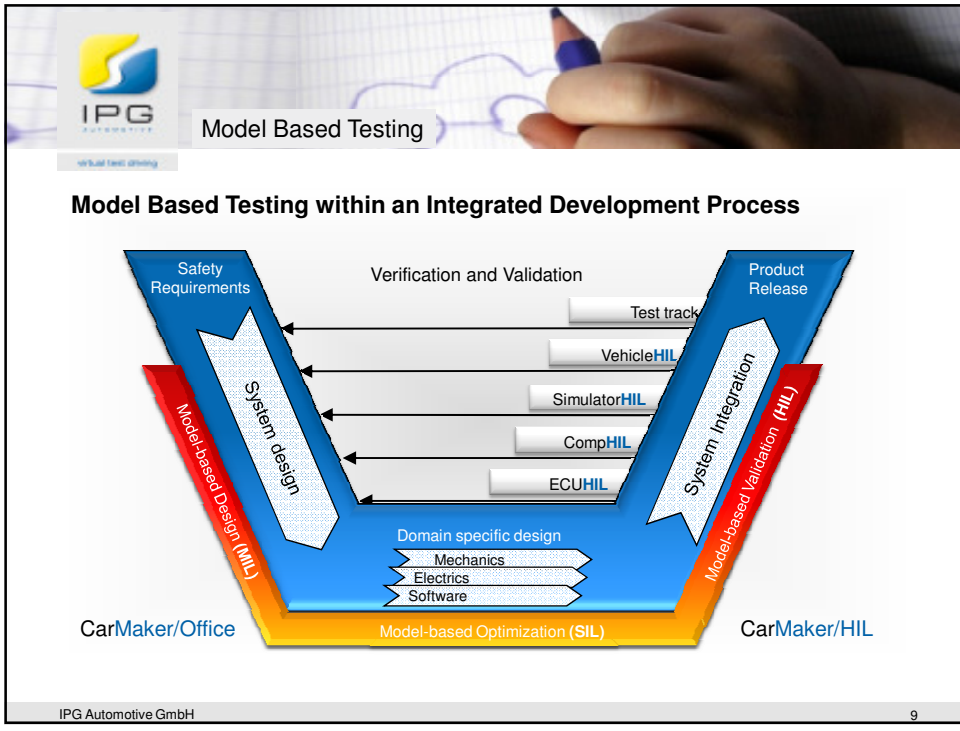 IPG
AUTOMOTIVE
virtual test driving
Model Based Testing
Model Based Testing within an Integrated Development Process
Safety
Requirements
Verification and Validation
Product
Release
Test track
VehicleHIL
SimulatorHIL
CompHIL
ECUHIL
System design
System Integration
Model-based Design (MIL)
Model-based Validation (HIL)
Domain specific design
Mechanics
Electrics
Software
CarMaker/Office
Model-based Optimization (SIL)
CarMaker/HIL
IPG Automotive GmbH
9